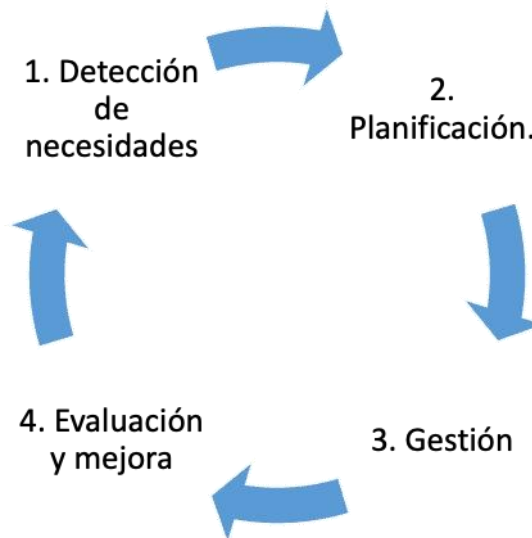 1. Detección
de
necesidades
2.
Planificación.
3. Gestión
4. Evaluación
y mejora